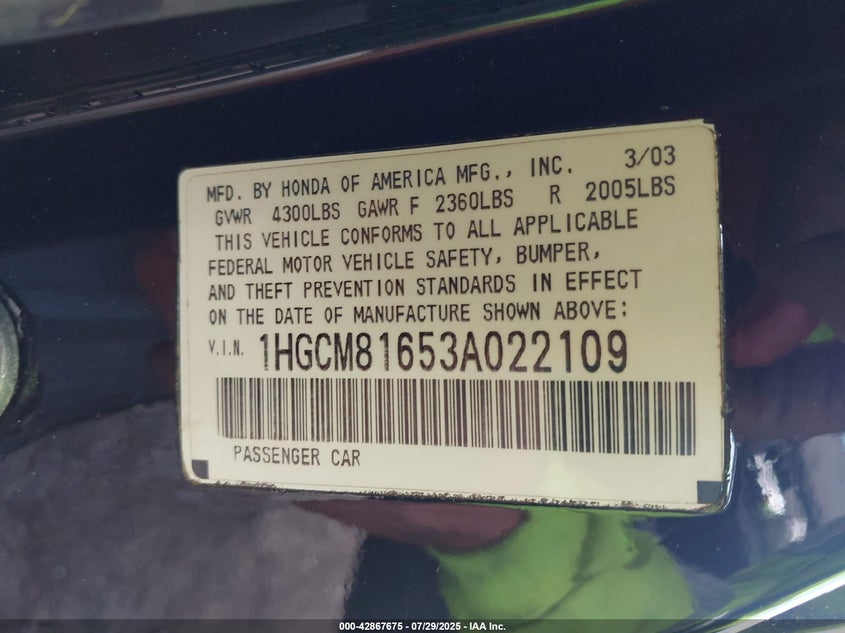 MFD. BY HONDA OF AMERICA MFG., INC. 3/03
GVWR 4300LBS GAWR F 2360LBS R 2005LBS
THIS VEHICLE CONFORMS TO ALL APPLICABLE
FEDERAL MOTOR VEHICLE SAFETY, BUMPER,
AND THEFT PREVENTION STANDARDS IN EFFECT
ON THE DATE OF MANUFACTURE SHOWN ABOVE:
V.I.N. 1HGCM81653A022109
PASSENGER CAR
000-42867675 | 07/29/2025 - IAA Inc.